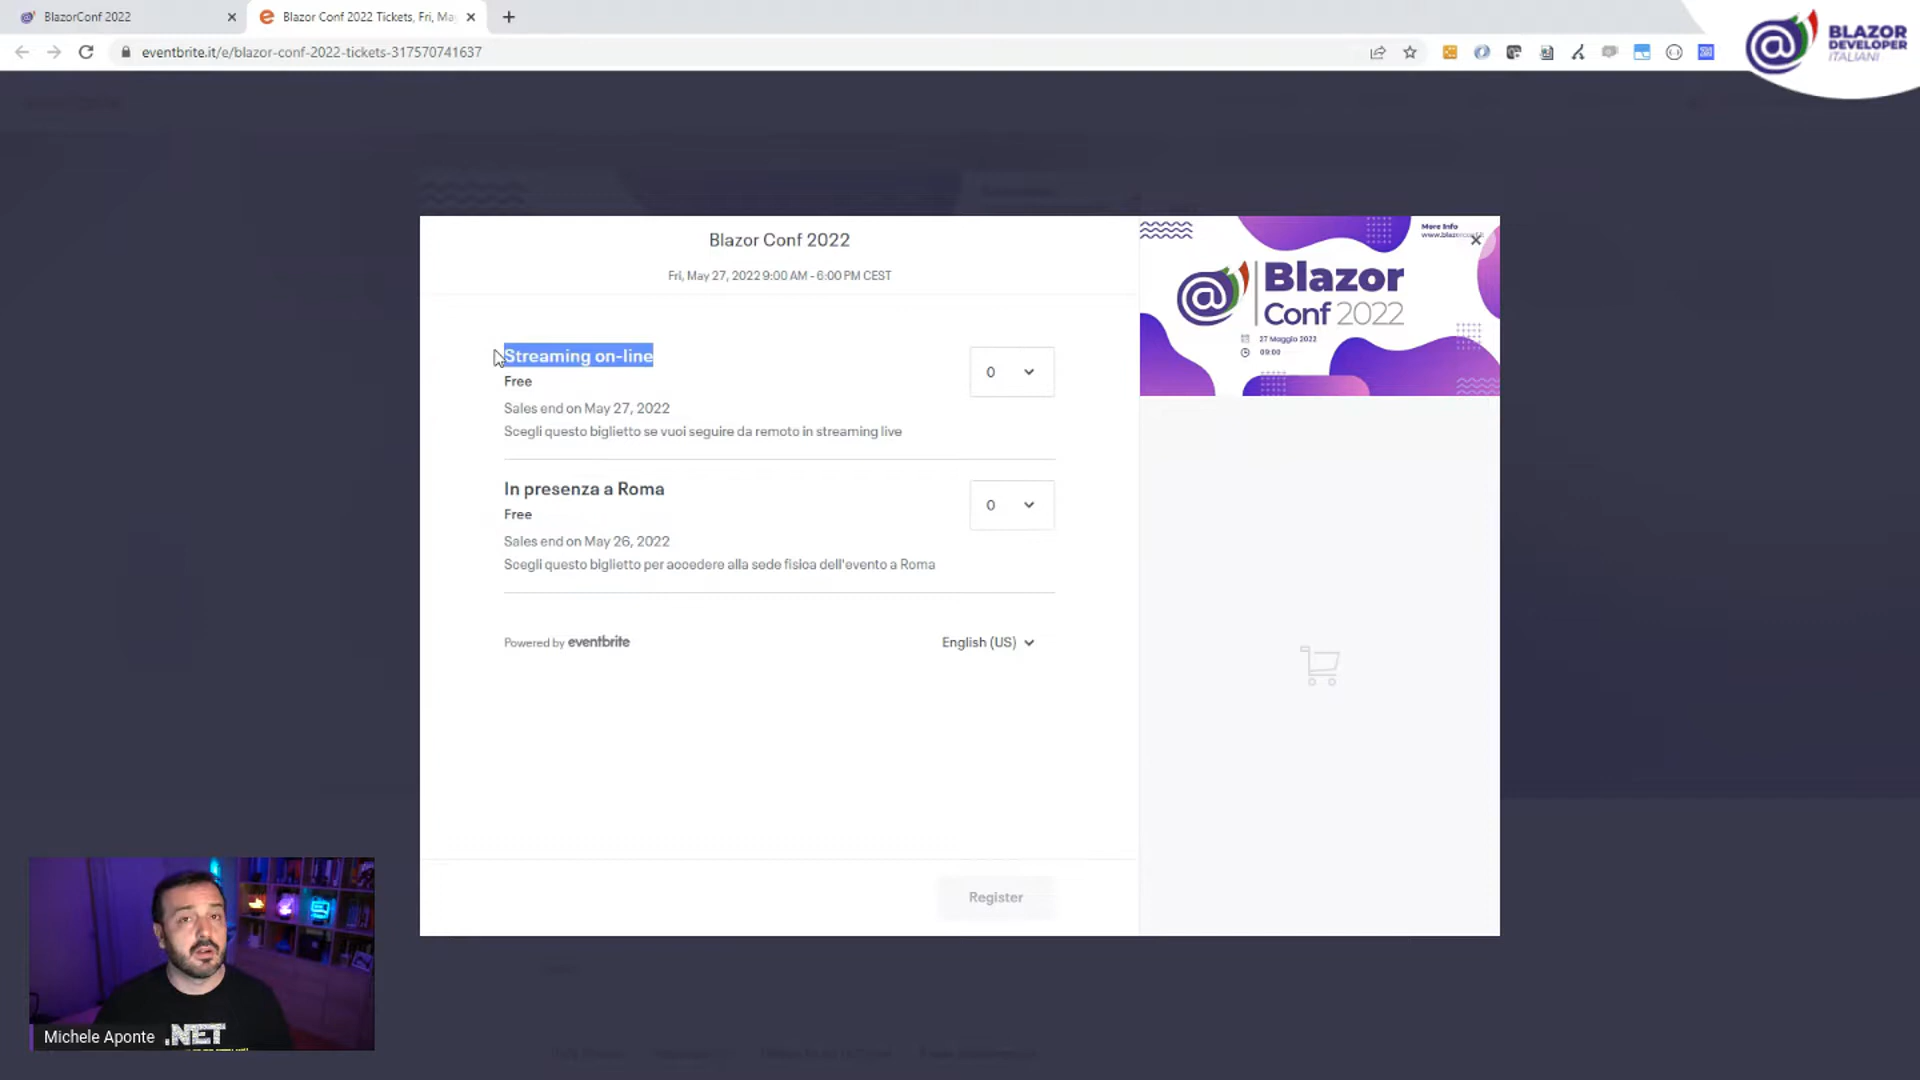 BlazorConf 2022
Blazor Conf 2022 Tickets, Fri, Ma
eventbrite.it/e/blazor-conf-2022-tickets-317570741637
BLAZOR
DEVELOPER
ITALIANI
Blazor Conf 2022
Fri, May 27, 2022 9:00 AM - 6:00 PM CEST
Streaming on-line
Free
Sales end on May 27, 2022
Scegli questo biglietto se vuoi seguire da remoto in streaming live
0
In presenza a Roma
Free
Sales end on May 26, 2022
Scegli questo biglietto per accedere alla sede fisica dell'evento a Roma
0
Powered by eventbrite
English (US)
Register
More Info
Blazor
Conf 2022
27 Maggio 2022
09:00
Michele Aponte
.NET